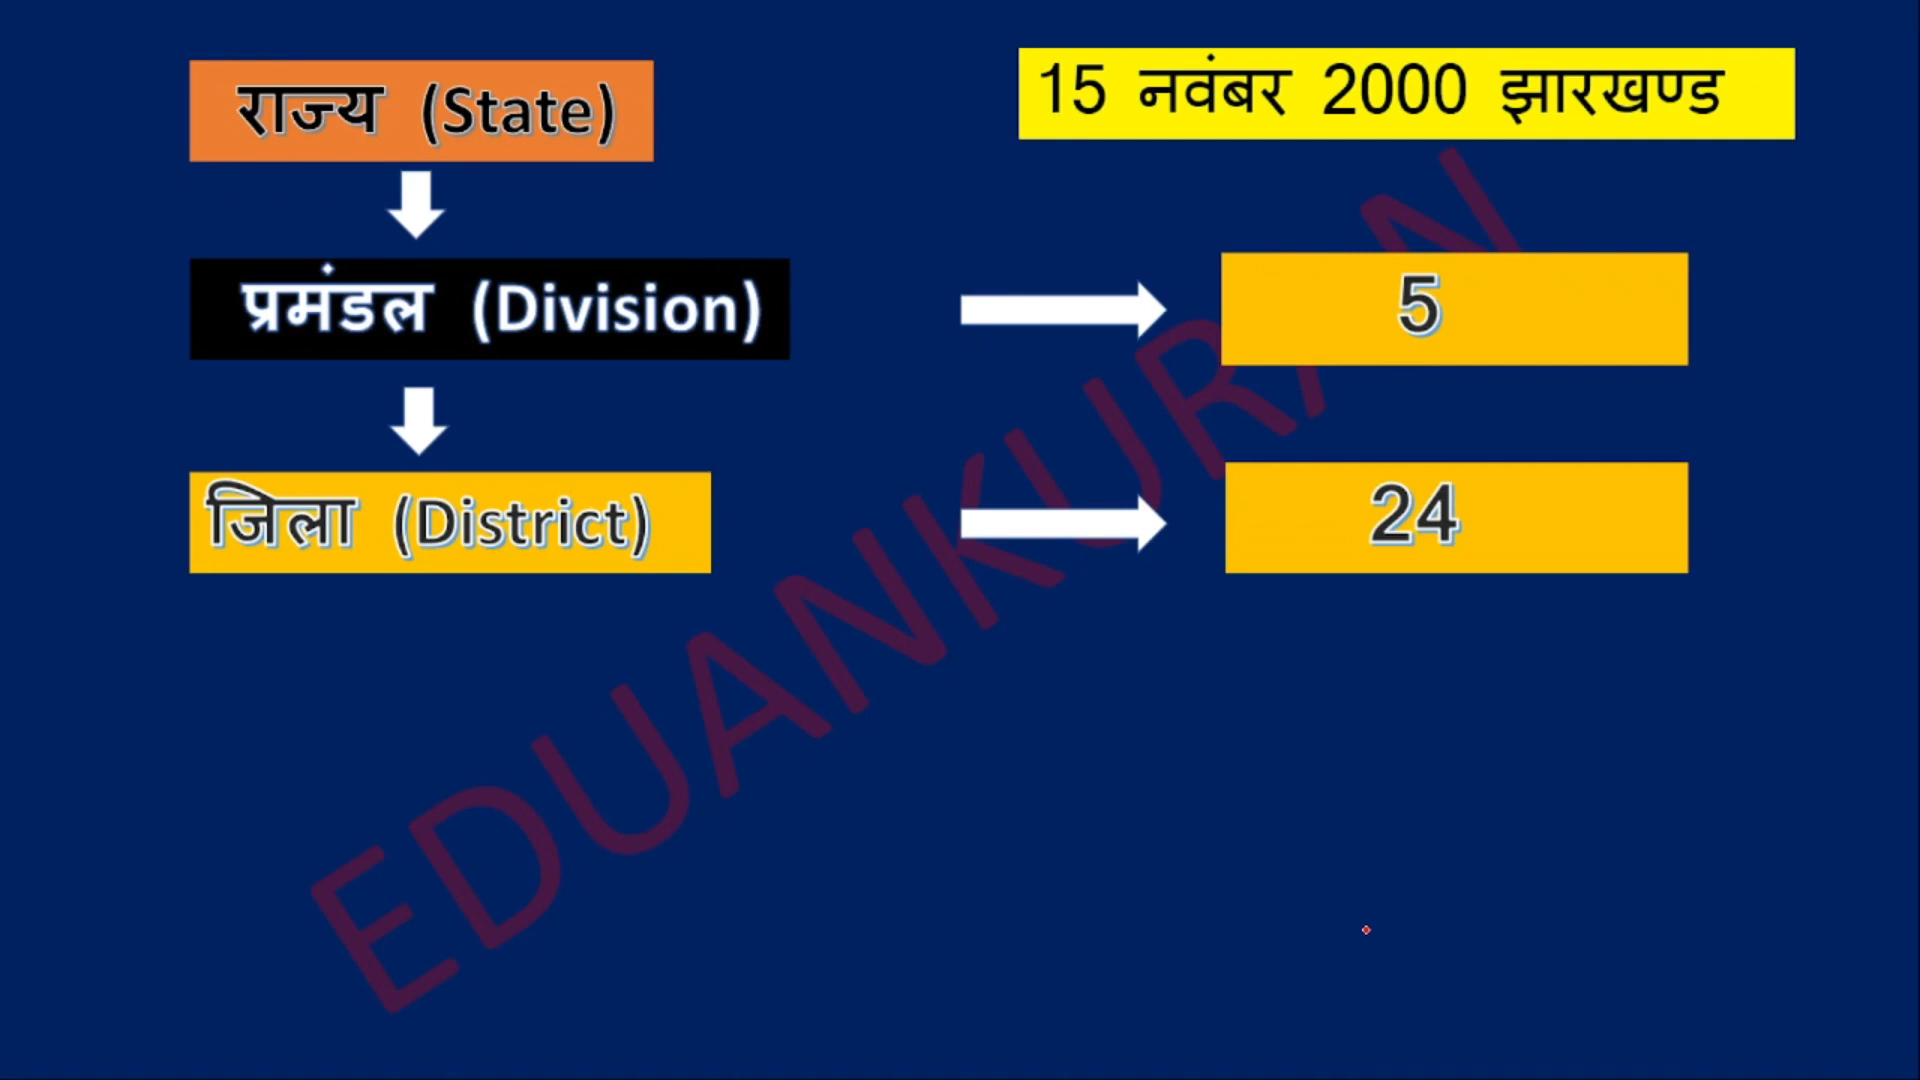 राज्य (State)
15 नवंबर 2000 झारखण्ड
प्रमंडल (Division)
5
जिला (District)
24
EDUANKURAN